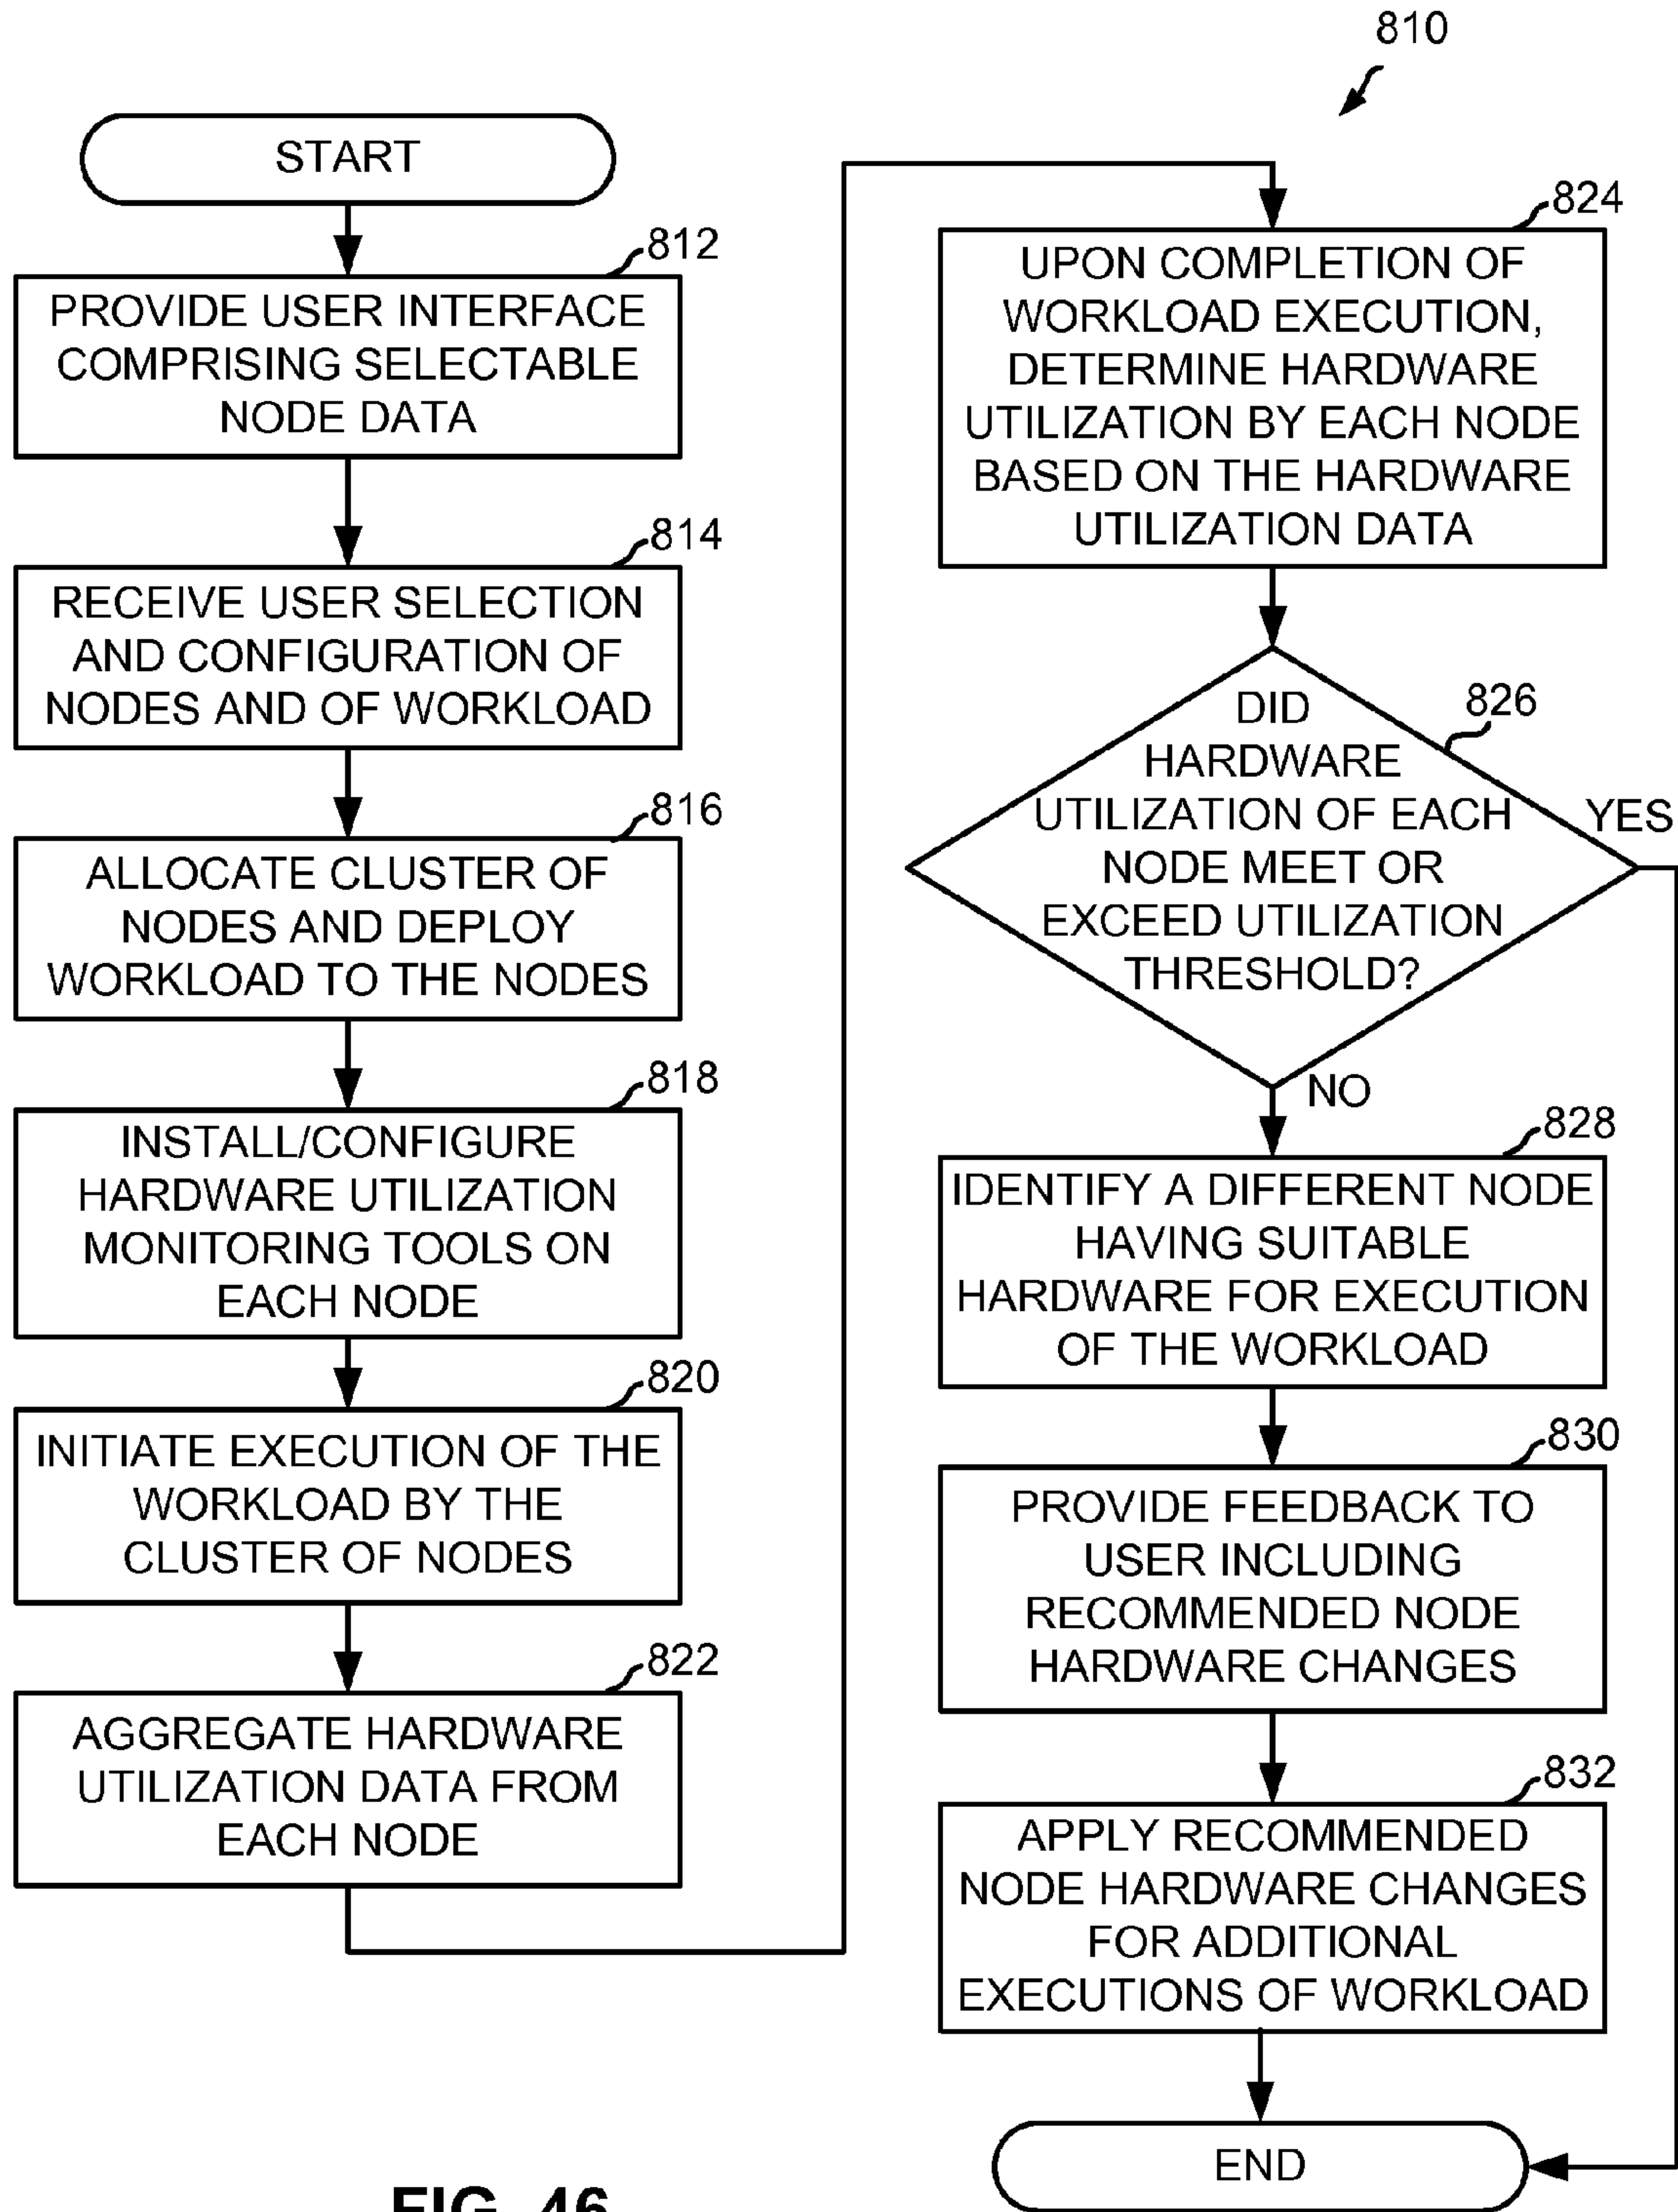 810
START
812
PROVIDE USER INTERFACE
COMPRISING SELECTABLE
NODE DATA
814
RECEIVE USER SELECTION
AND CONFIGURATION OF
NODES AND OF WORKLOAD
816
ALLOCATE CLUSTER OF
NODES AND DEPLOY
WORKLOAD TO THE NODES
818
INSTALL/CONFIGURE
HARDWARE UTILIZATION
MONITORING TOOLS ON
EACH NODE
820
INITIATE EXECUTION OF THE
WORKLOAD BY THE
CLUSTER OF NODES
822
AGGREGATE HARDWARE
UTILIZATION DATA FROM
EACH NODE
824
UPON COMPLETION OF
WORKLOAD EXECUTION,
DETERMINE HARDWARE
UTILIZATION BY EACH NODE
BASED ON THE HARDWARE
UTILIZATION DATA
826
DID
HARDWARE
UTILIZATION OF EACH
NODE MEET OR
EXCEED UTILIZATION
THRESHOLD?
YES
NO
828
IDENTIFY A DIFFERENT NODE
HAVING SUITABLE
HARDWARE FOR EXECUTION
OF THE WORKLOAD
830
PROVIDE FEEDBACK TO
USER INCLUDING
RECOMMENDED NODE
HARDWARE CHANGES
832
APPLY RECOMMENDED
NODE HARDWARE CHANGES
FOR ADDITIONAL
EXECUTIONS OF WORKLOAD
END
FIG. 46